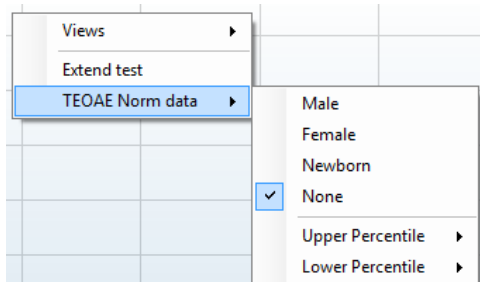 Views
Extend test
TEOAE Norm data
Male
Female
Newborn
None
Upper Percentile
Lower Percentile